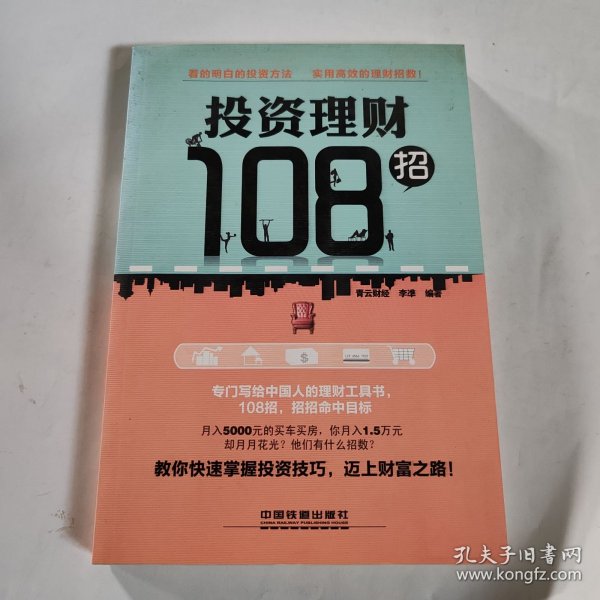 看的明白的投资方法 实用高效的理财招数！
投资理财
108招
青云财经 李準 编著
$
专门写给中国人的理财工具书，
108招，招招命中目标
月入5000元的买车买房，你月入1.5万元
却月月花光？他们有什么招数？
教你快速掌握投资技巧，迈上财富之路！
中国铁道出版社
CHINA RAILWAY PUBLISHING HOUSE
孔夫子旧书网
www.kongfz.com